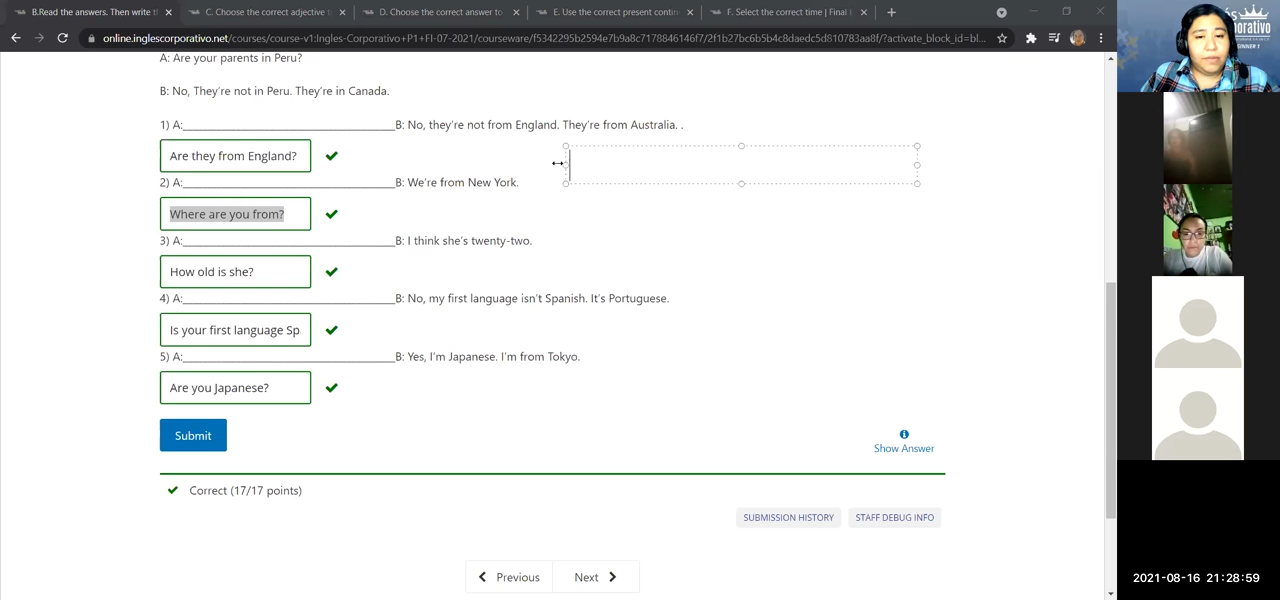 B.Read the answers. Then write th
C. Choose the correct adjective t
D. Choose the correct answer to
E. Use the correct present contin
F. Select the correct time | Final
online.inglescorporativo.net/courses/course-v1:Ingles-Corporativo+P1+FI-07-2021/courseware/f5342295b2594e7b9a8c7178846146f7/2f1b27bc6b5b4c8daedc5d810783aa8f/?activate_block_id=bl...
A: Are your parents in Peru?
B: No, They're not in Peru. They're in Canada.
1) A:__________________________________B: No, they're not from England. They're from Australia. .
Are they from England?
2) A:__________________________________B: We're from New York.
Where are you from?
3) A:__________________________________B: I think she's twenty-two.
How old is she?
4) A:__________________________________B: No, my first language isn't Spanish. It's Portuguese.
Is your first language Sp
5) A:__________________________________B: Yes, I'm Japanese. I'm from Tokyo.
Are you Japanese?
Submit
Show Answer
Correct (17/17 points)
SUBMISSION HISTORY
STAFF DEBUG INFO
Previous
Next
2021-08-16 21:28:59